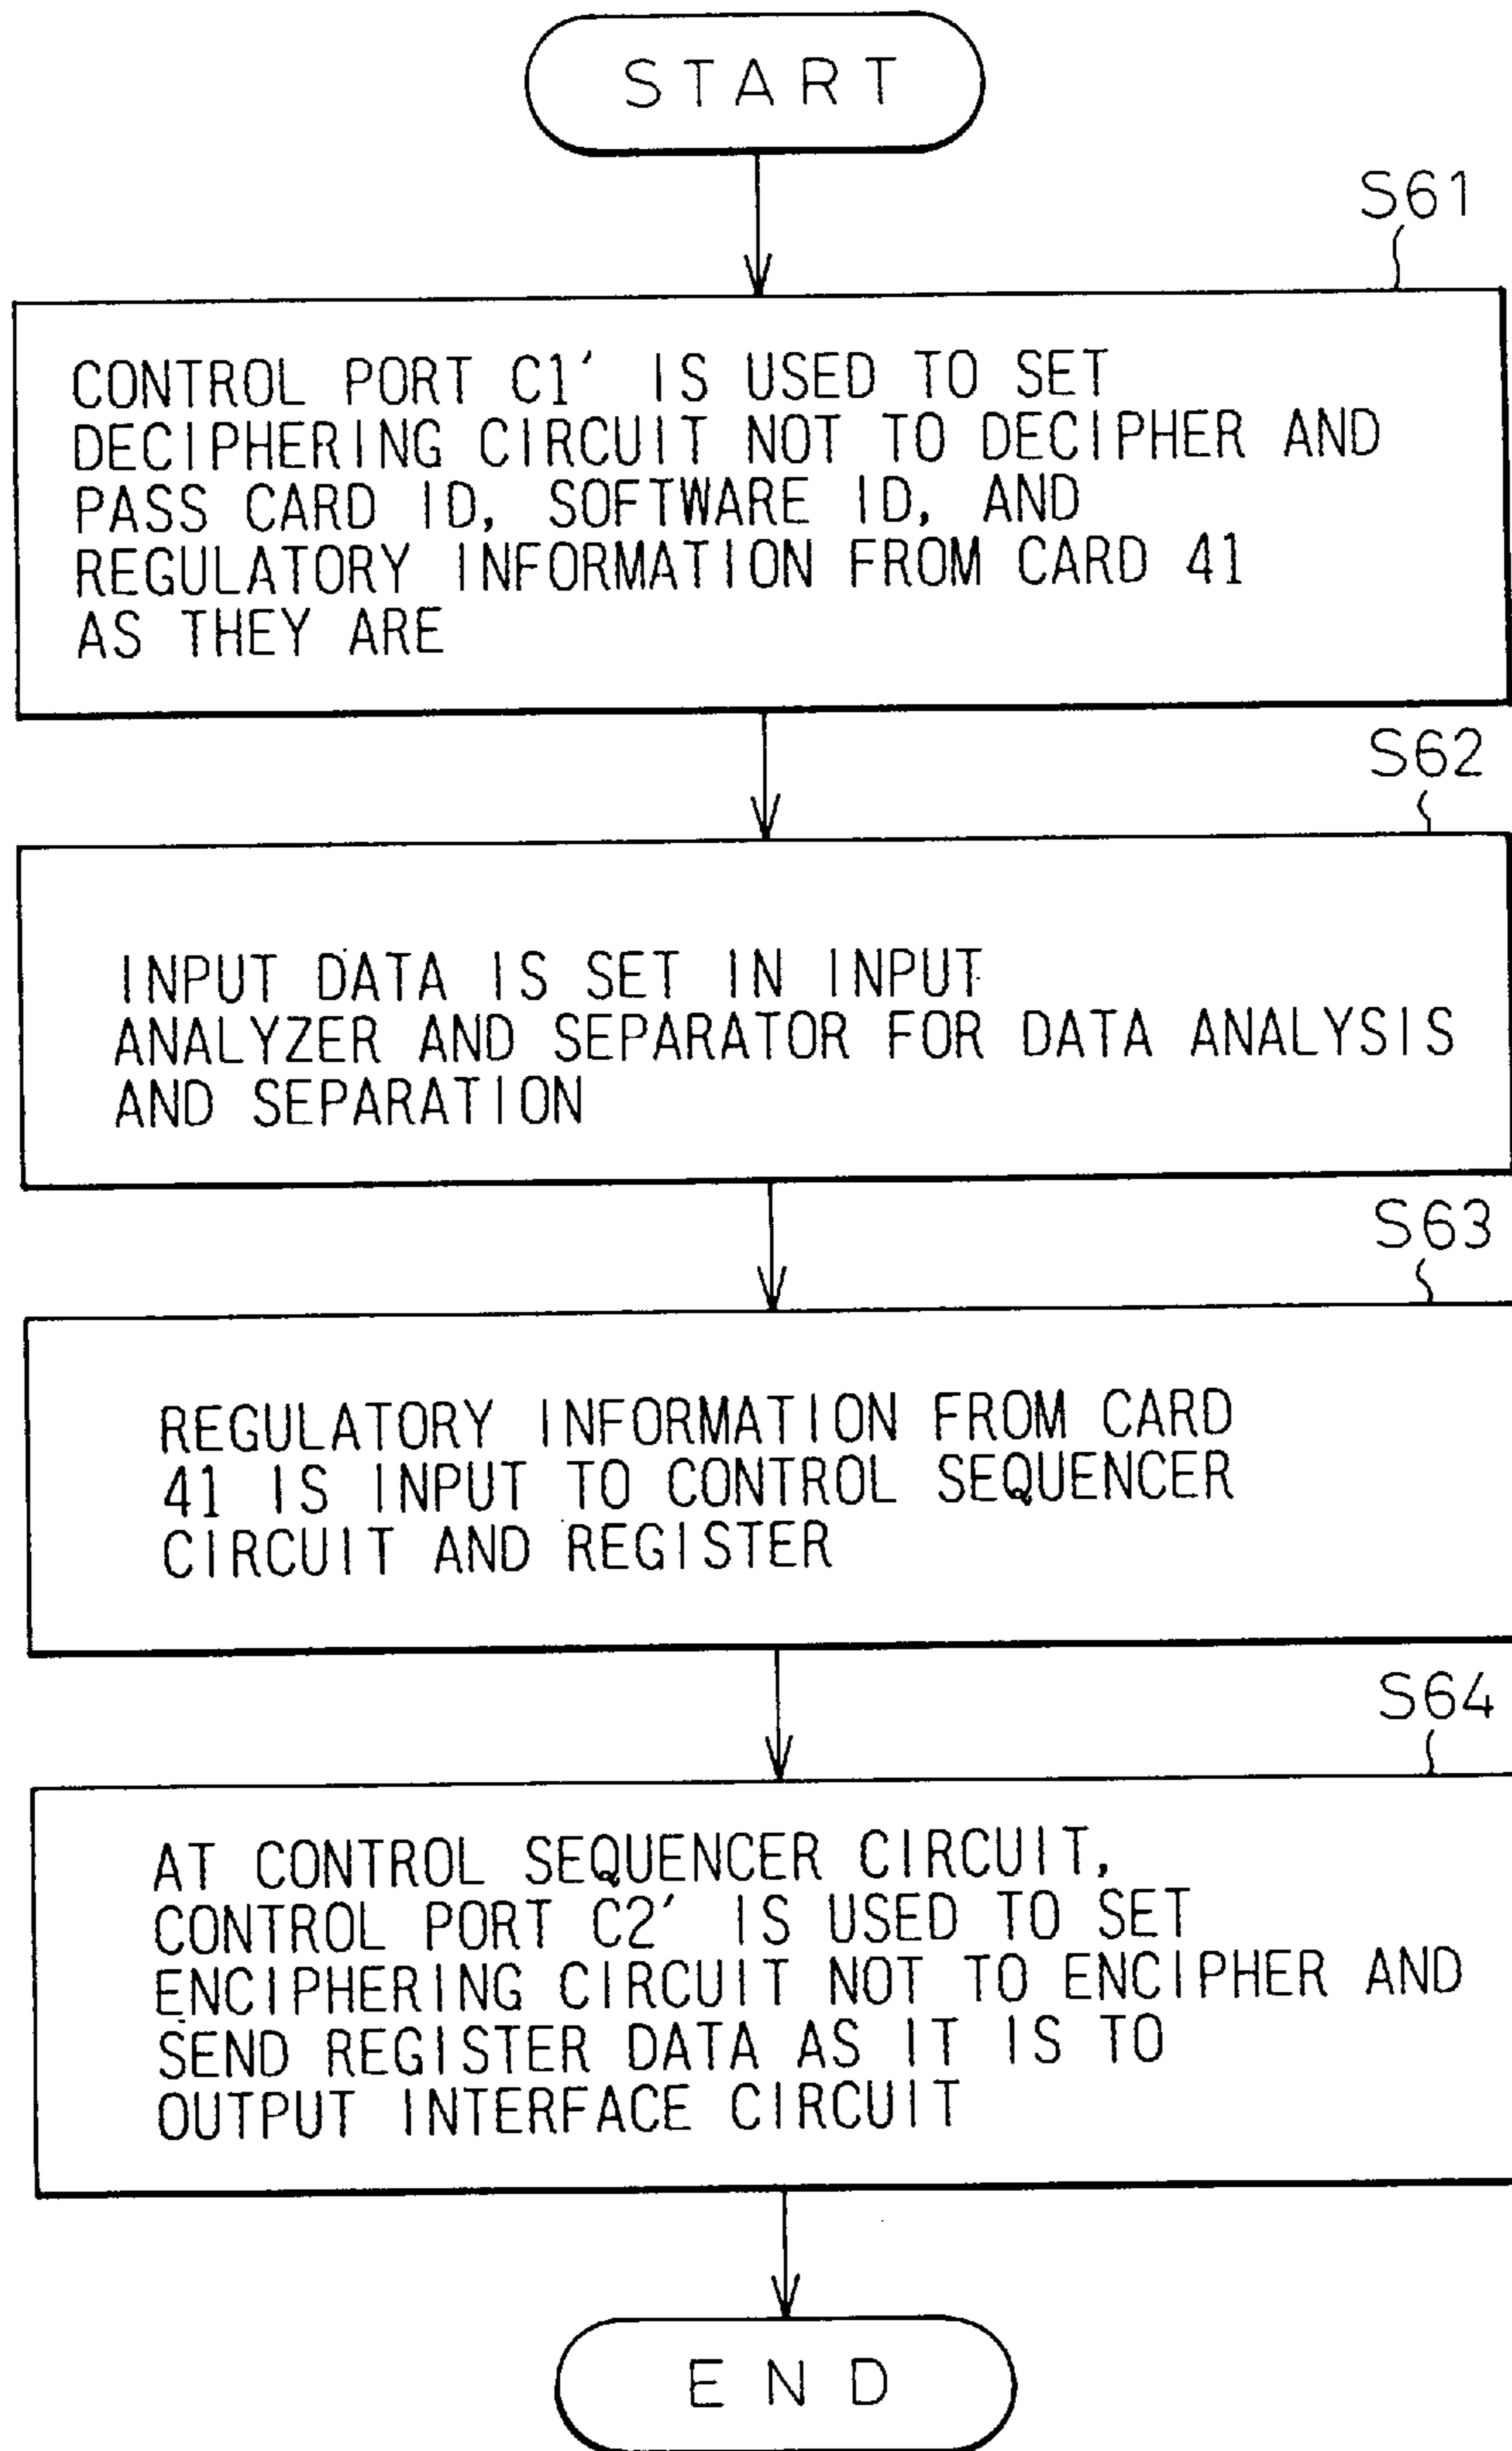 START
S61
CONTROL PORT C1′ IS USED TO SET
DECIPHERING CIRCUIT NOT TO DECIPHER AND
PASS CARD ID, SOFTWARE ID, AND
REGULATORY INFORMATION FROM CARD 41
AS THEY ARE
S62
INPUT DATA IS SET IN INPUT
ANALYZER AND SEPARATOR FOR DATA ANALYSIS
AND SEPARATION
S63
REGULATORY INFORMATION FROM CARD
41 IS INPUT TO CONTROL SEQUENCER
CIRCUIT AND REGISTER
S64
AT CONTROL SEQUENCER CIRCUIT,
CONTROL PORT C2′ IS USED TO SET
ENCIPHERING CIRCUIT NOT TO ENCIPHER AND
SEND REGISTER DATA AS IT IS TO
OUTPUT INTERFACE CIRCUIT
END